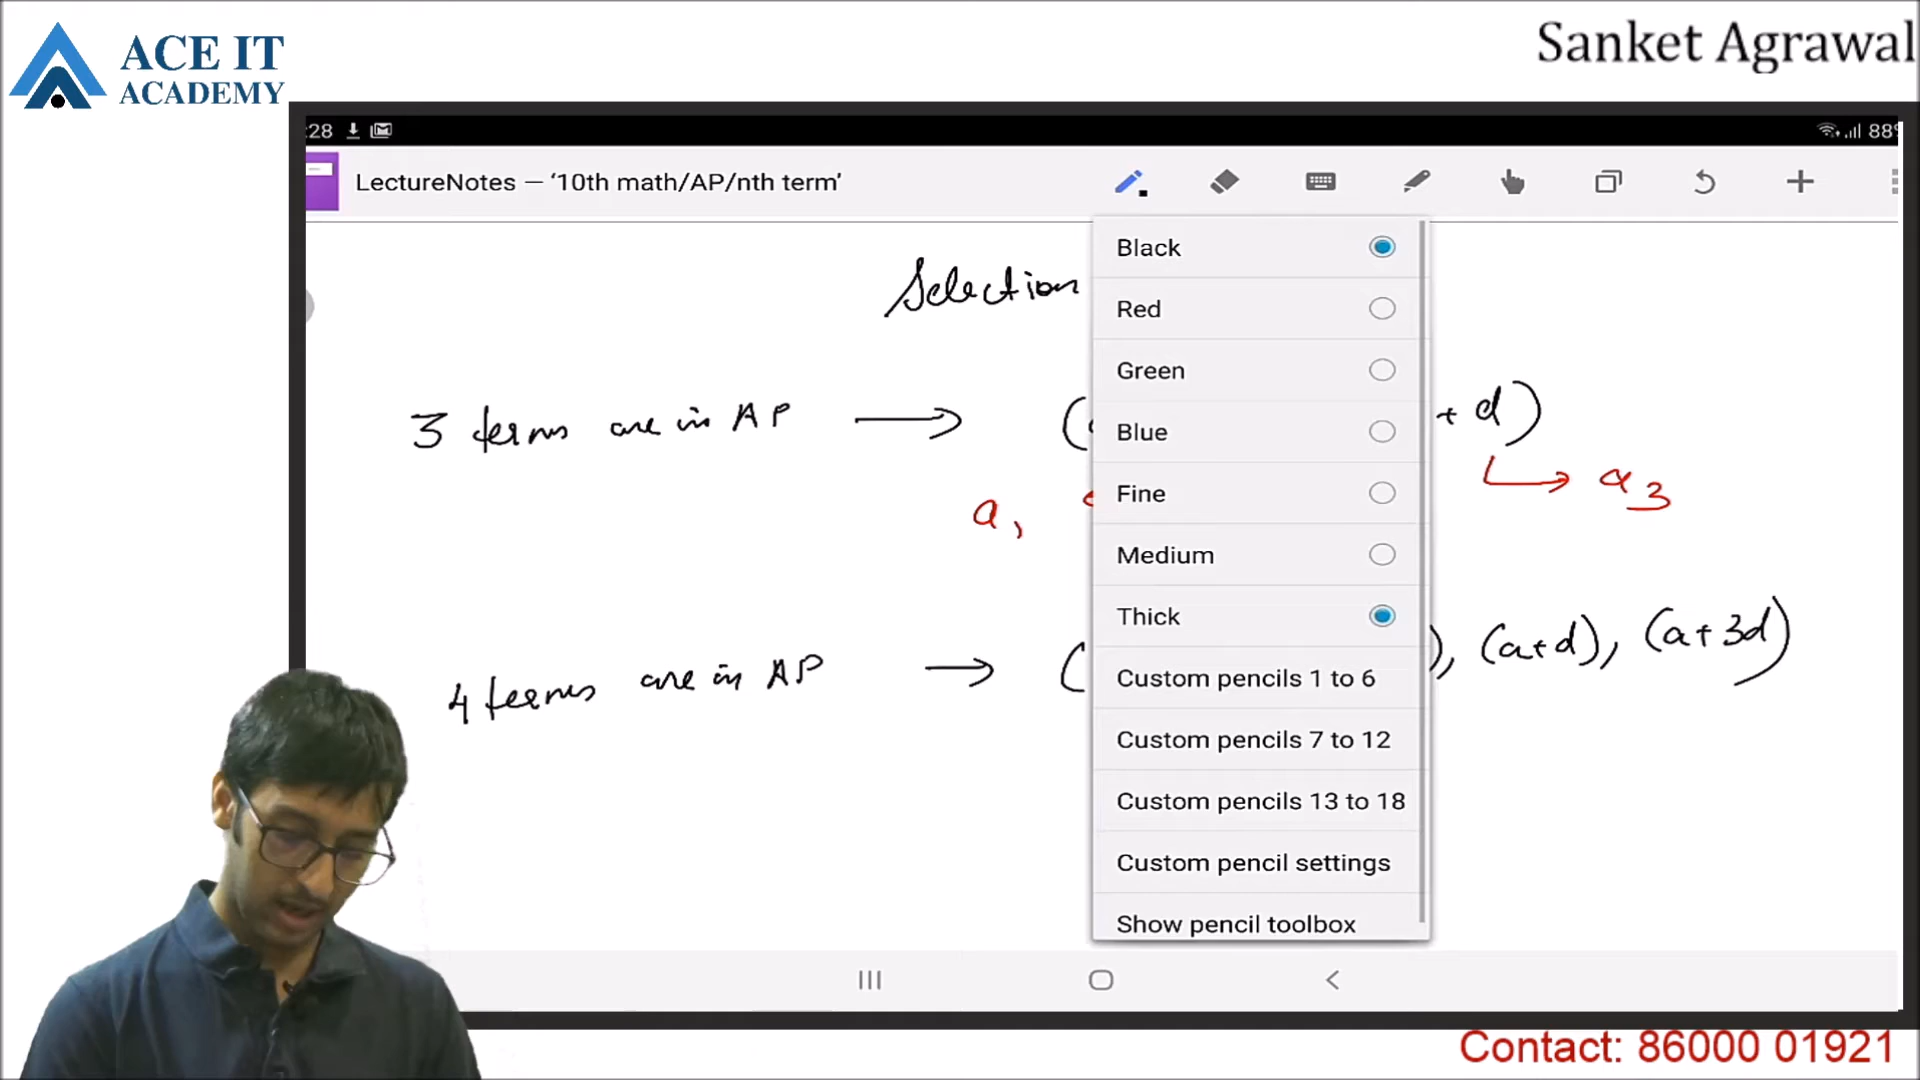 ACE IT
ACADEMY
Sanket Agrawal
:28 88%
LectureNotes — ‘10th math/AP/nth term’
Selection
Black
Red
Green
Blue
Fine
Medium
Thick
Custom pencils 1 to 6
Custom pencils 7 to 12
Custom pencils 13 to 18
Custom pencil settings
Show pencil toolbox
3 terms are in AP → ( + d)
a, → a3
4 terms are in AP → ( ), (a+d), (a+3d)
Contact: 86000 01921